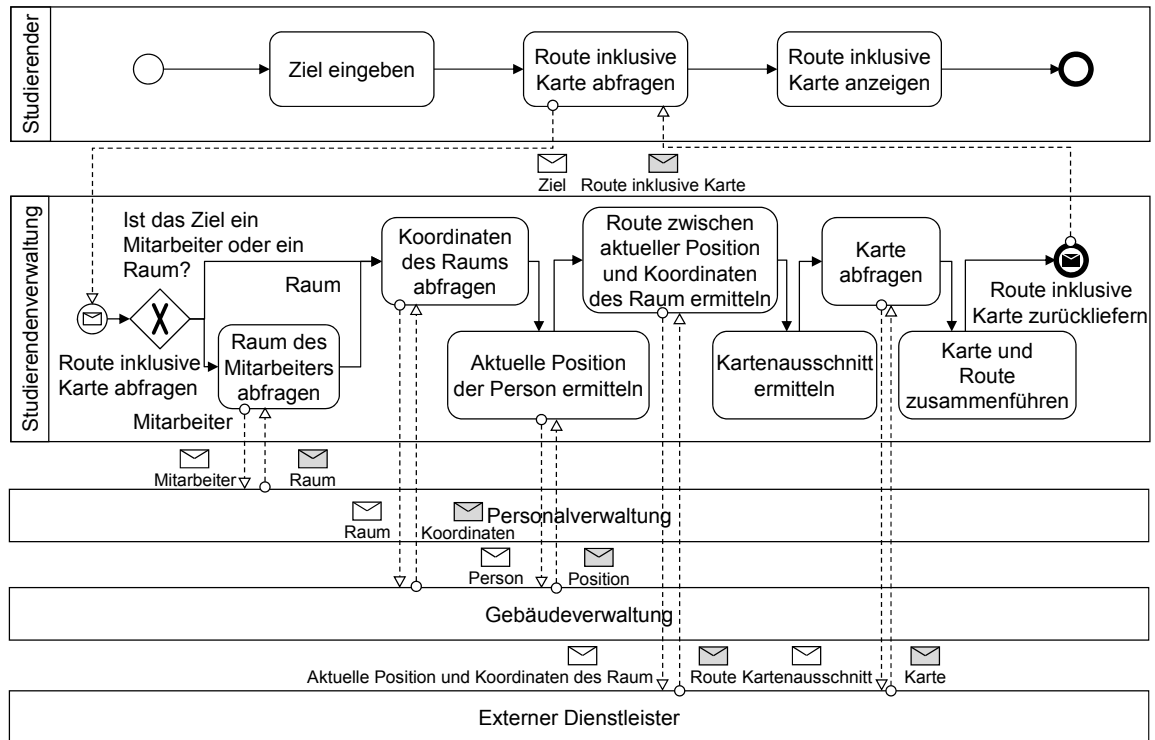 Studierender
Ziel eingeben
Route inklusive
Karte abfragen
Route inklusive
Karte anzeigen
Ziel
Route inklusive Karte
Studierendenverwaltung
Ist das Ziel ein
Mitarbeiter oder ein
Raum?
Raum
Route inklusive
Karte abfragen
Mitarbeiter
Raum des
Mitarbeiters
abfragen
Koordinaten
des Raums
abfragen
Aktuelle Position
der Person ermitteln
Route zwischen
aktueller Position
und Koordinaten
des Raum ermitteln
Kartenausschnitt
ermitteln
Karte
abfragen
Karte und
Route
zusammenführen
Route inklusive
Karte zurückliefern
Mitarbeiter
Raum
Personalverwaltung
Raum
Koordinaten
Person
Position
Gebäudeverwaltung
Aktuelle Position und Koordinaten des Raum
Route
Kartenausschnitt
Karte
Externer Dienstleister